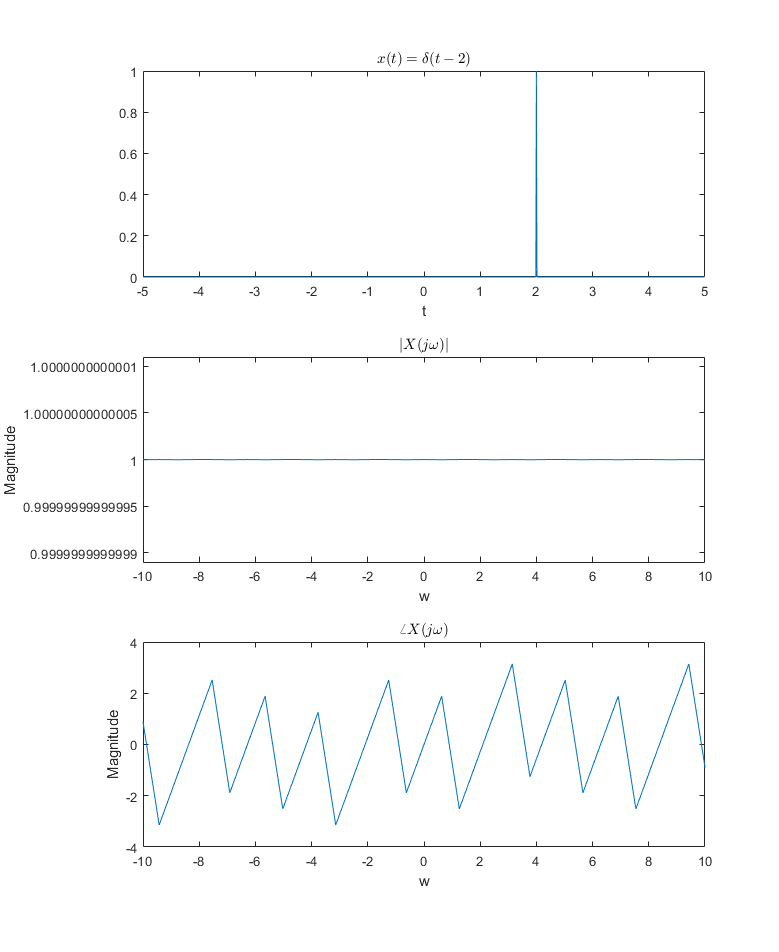 x(t) = δ(t − 2)
1
0.8
0.6
0.4
0.2
0
-5 -4 -3 -2 -1 0 1 2 3 4 5
t
|X(jω)|
1.0000000000001
1.00000000000005
1
0.99999999999995
0.9999999999999
Magnitude
-10 -8 -6 -4 -2 0 2 4 6 8 10
w
∠X(jω)
4
2
0
-2
-4
Magnitude
-10 -8 -6 -4 -2 0 2 4 6 8 10
w